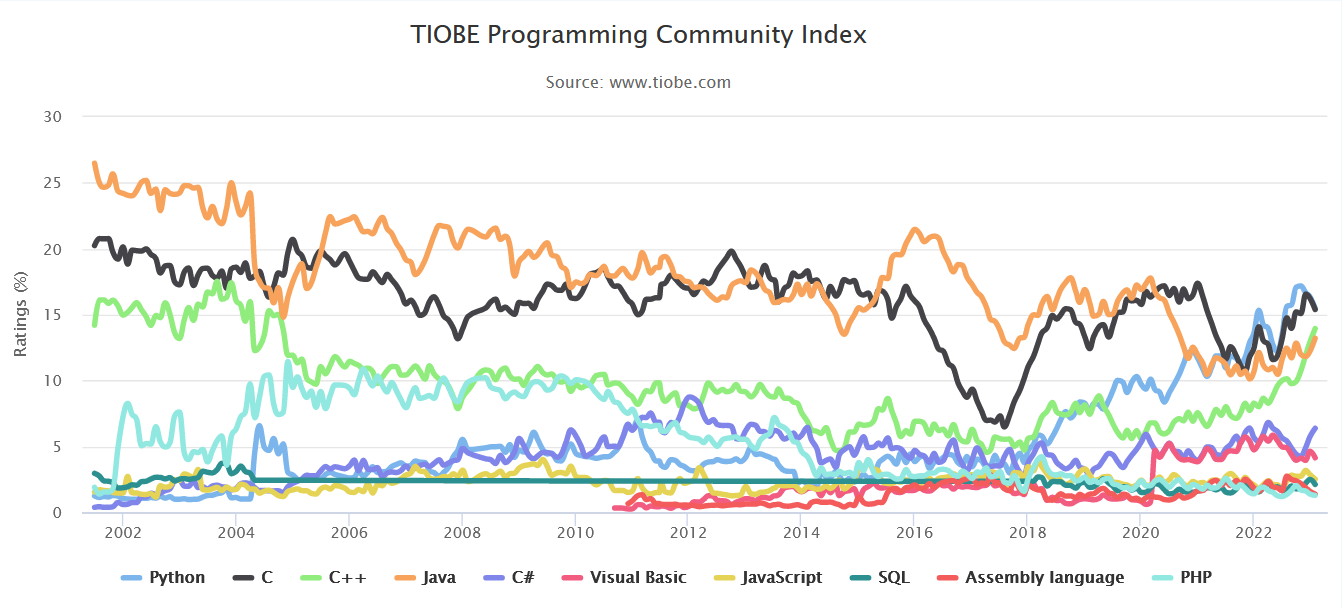 TIOBE Programming Community Index
Source: www.tiobe.com
Ratings (%)
30
25
20
15
10
5
0
2002 2004 2006 2008 2010 2012 2014 2016 2018 2020 2022
Python C C++ Java C# Visual Basic JavaScript SQL Assembly language PHP